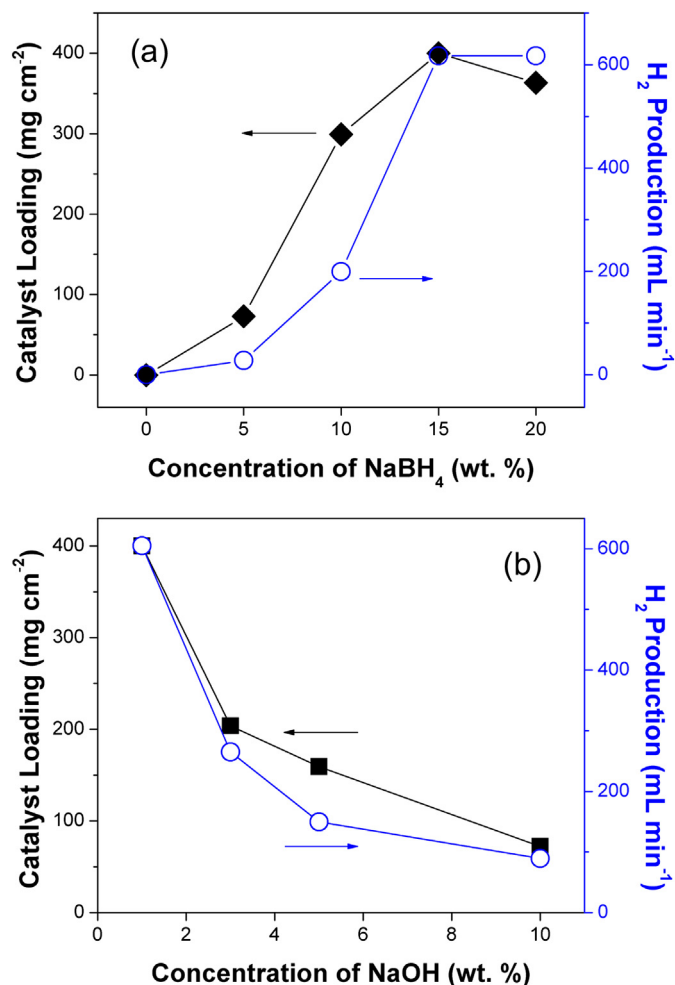 (a)
Catalyst Loading (mg cm⁻²)
400
300
200
100
0
H₂ Production (mL min⁻¹)
600
400
200
0
0 5 10 15 20
Concentration of NaBH₄ (wt. %)
(b)
Catalyst Loading (mg cm⁻²)
400
300
200
100
0
H₂ Production (mL min⁻¹)
600
400
200
0
0 2 4 6 8 10
Concentration of NaOH (wt. %)